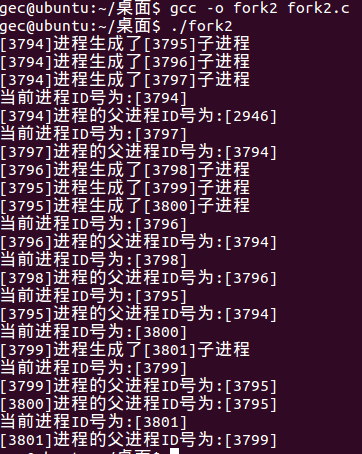 gec@ubuntu:~/桌面$ gcc -o fork2 fork2.c
gec@ubuntu:~/桌面$ ./fork2
[3794]进程生成了[3795]子进程
[3794]进程生成了[3796]子进程
[3794]进程生成了[3797]子进程
当前进程ID号为:[3794]
[3794]进程的父进程ID号为:[2946]
当前进程ID号为:[3797]
[3797]进程的父进程ID号为:[3794]
[3796]进程生成了[3798]子进程
[3795]进程生成了[3799]子进程
[3795]进程生成了[3800]子进程
当前进程ID号为:[3796]
[3796]进程的父进程ID号为:[3794]
当前进程ID号为:[3798]
[3798]进程的父进程ID号为:[3796]
当前进程ID号为:[3795]
[3795]进程的父进程ID号为:[3794]
当前进程ID号为:[3800]
[3799]进程生成了[3801]子进程
当前进程ID号为:[3799]
[3799]进程的父进程ID号为:[3795]
[3800]进程的父进程ID号为:[3795]
当前进程ID号为:[3801]
[3801]进程的父进程ID号为:[3799]